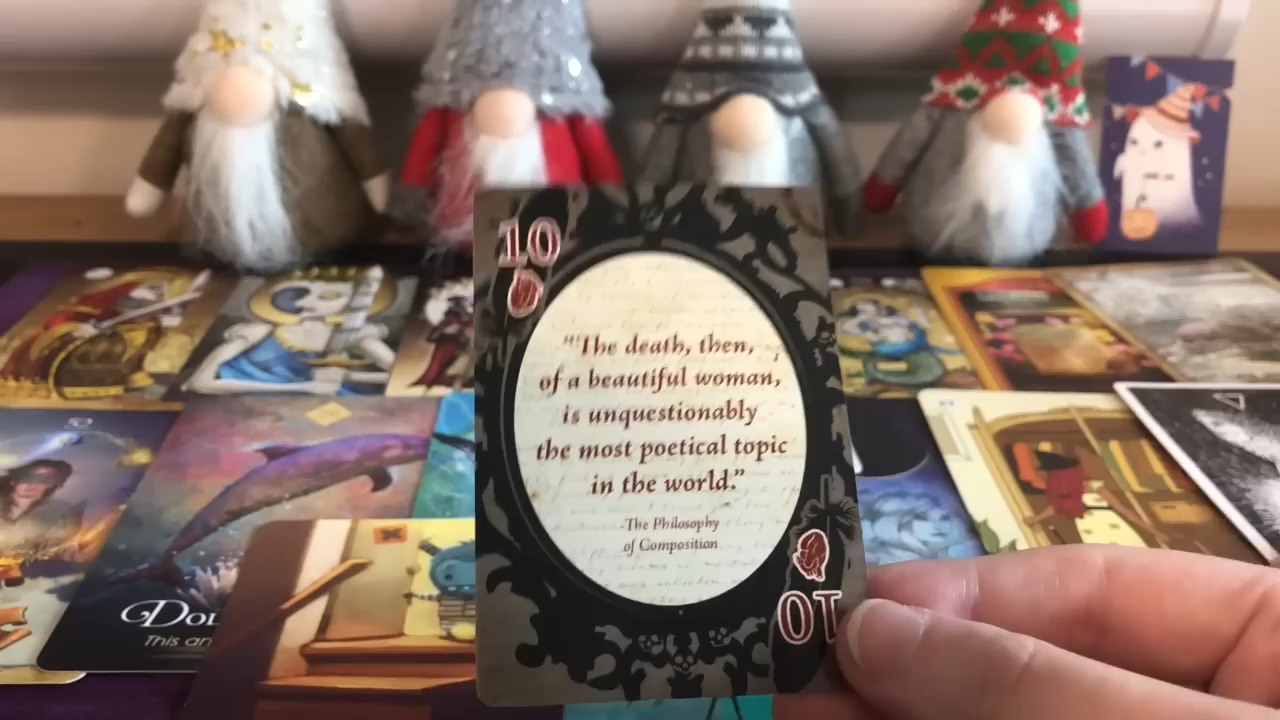 10
"The death, then,
of a beautiful woman,
is unquestionably
the most poetical topic
in the world."
-The Philosophy
of Composition
10
DOL
This an